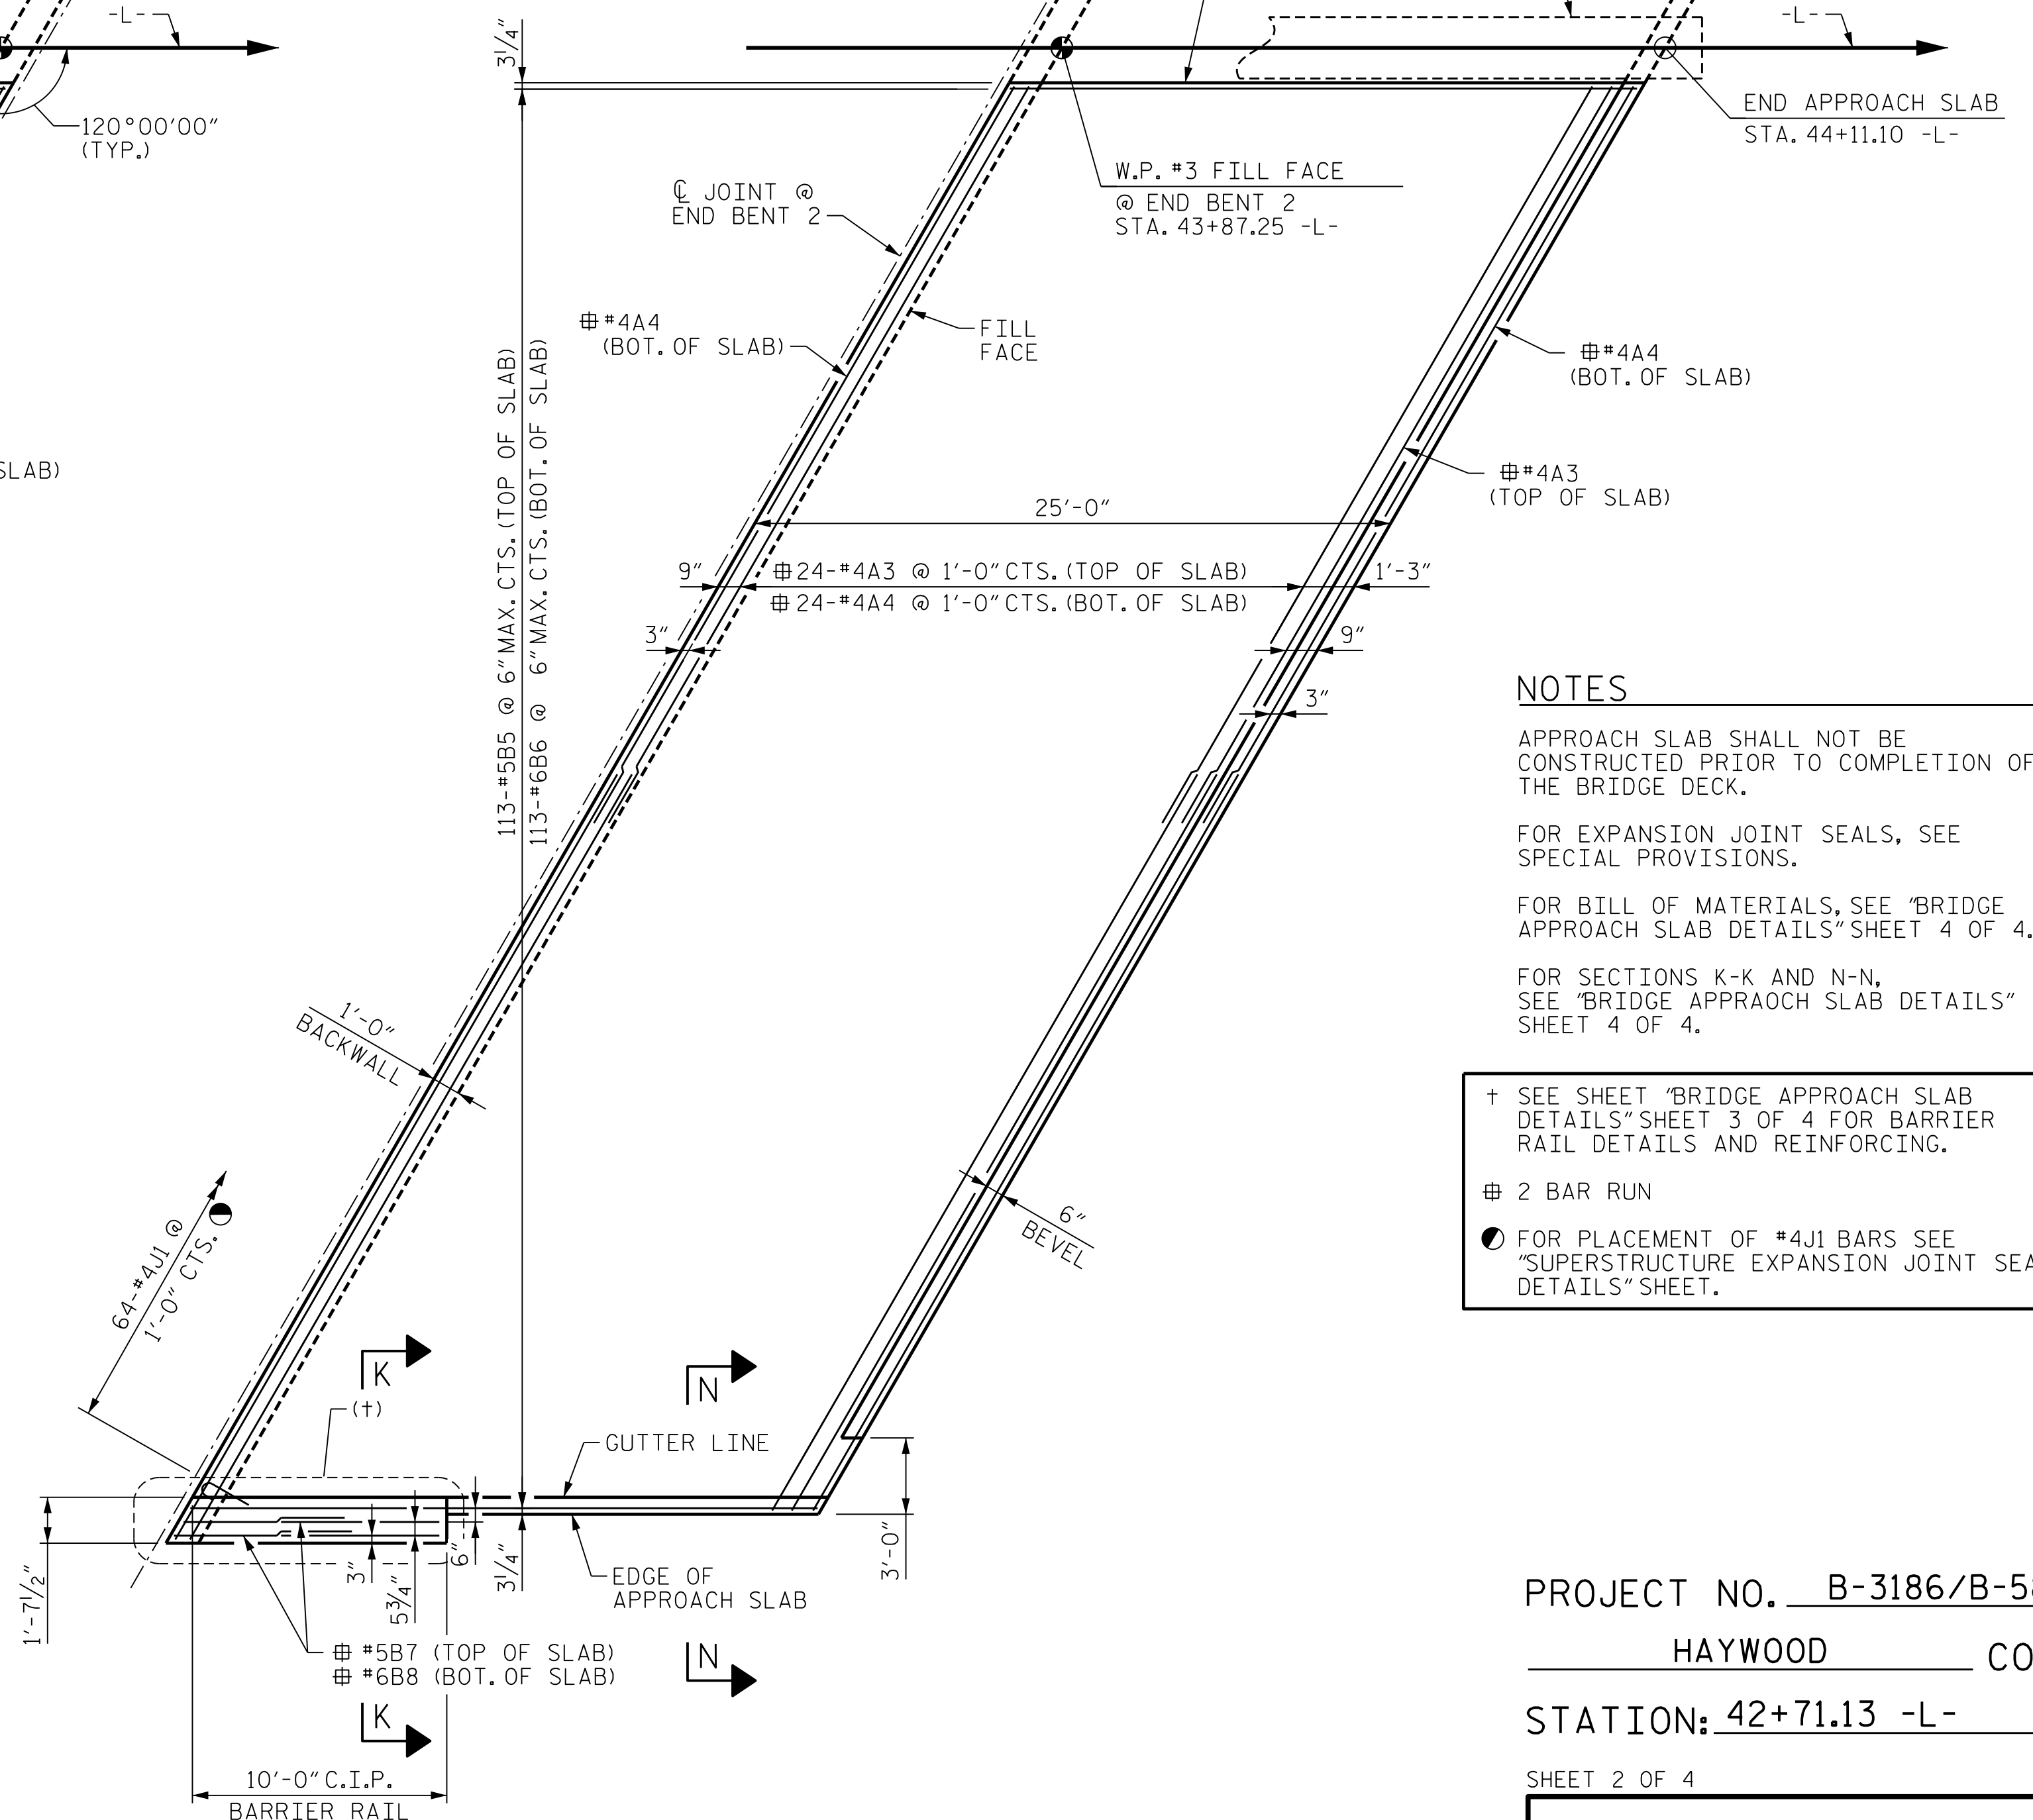 -L-
120°00'00"
(TYP.)
SLAB)
3 1/4"
-L-
END APPROACH SLAB
STA. 44+11.10 -L-
W.P. #3 FILL FACE
@ END BENT 2
STA. 43+87.25 -L-
℄ JOINT @
END BENT 2
#4A4
(BOT. OF SLAB)
FILL
FACE
#4A4
(BOT. OF SLAB)
#4A3
(TOP OF SLAB)
113-#5B5 @ 6" MAX. CTS. (TOP OF SLAB)
113-#6B6 @ 6" MAX. CTS. (BOT. OF SLAB)
25'-0"
9"
24-#4A3 @ 1'-0" CTS. (TOP OF SLAB)
1'-3"
24-#4A4 @ 1'-0" CTS. (BOT. OF SLAB)
3"
9"
3"
NOTES
APPROACH SLAB SHALL NOT BE
CONSTRUCTED PRIOR TO COMPLETION OF
THE BRIDGE DECK.
FOR EXPANSION JOINT SEALS, SEE
SPECIAL PROVISIONS.
FOR BILL OF MATERIALS, SEE "BRIDGE
APPROACH SLAB DETAILS" SHEET 4 OF 4.
FOR SECTIONS K-K AND N-N,
SEE "BRIDGE APPRAOCH SLAB DETAILS"
SHEET 4 OF 4.
† SEE SHEET "BRIDGE APPROACH SLAB
DETAILS" SHEET 3 OF 4 FOR BARRIER
RAIL DETAILS AND REINFORCING.
2 BAR RUN
FOR PLACEMENT OF #4J1 BARS SEE
"SUPERSTRUCTURE EXPANSION JOINT SEA
DETAILS" SHEET.
1'-0"
BACKWALL
6"
BEVEL
64-#4J1 @
1'-0" CTS.
K
N
(†)
GUTTER LINE
1'-7 1/2"
3"
5 3/4"
6"
3 1/4"
3'-0"
EDGE OF
APPROACH SLAB
#5B7 (TOP OF SLAB)
#6B8 (BOT. OF SLAB)
N
K
10'-0" C.I.P.
BARRIER RAIL
PROJECT NO. B-3186/B-58
HAYWOOD CO
STATION: 42+71.13 -L-
SHEET 2 OF 4